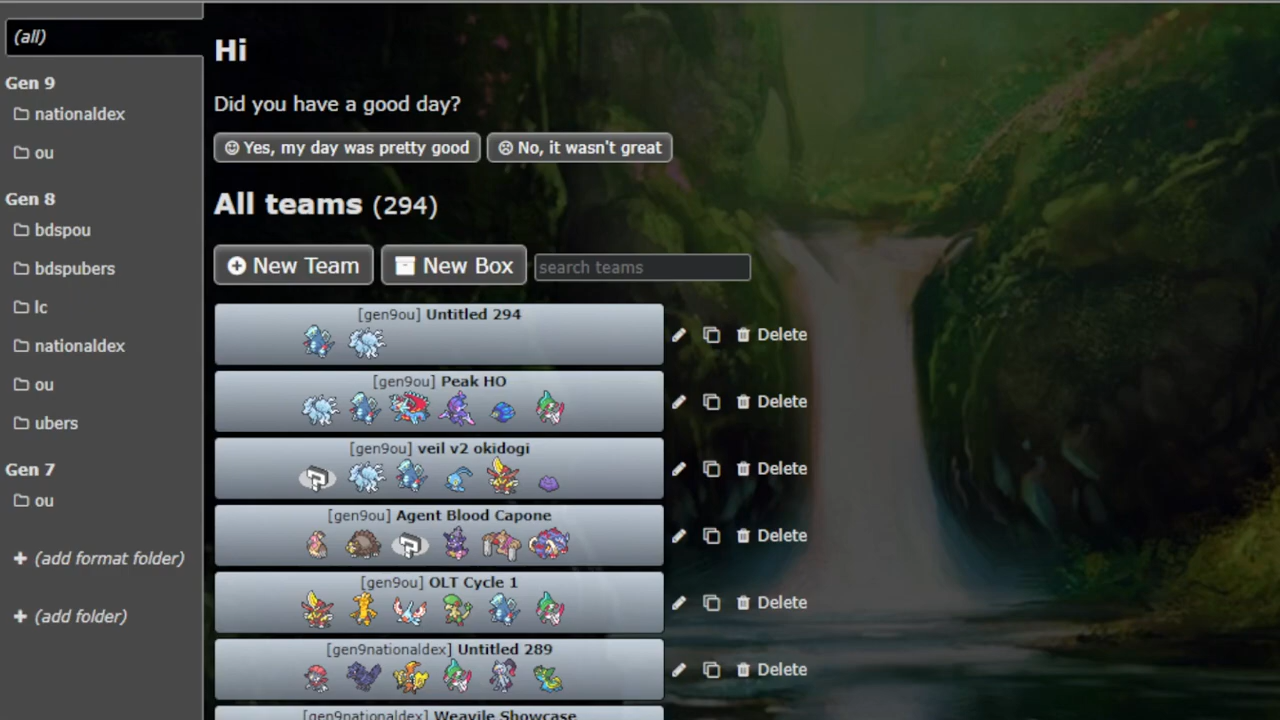 (all)
Gen 9
nationaldex
ou
Gen 8
bdspou
bdspubers
lc
nationaldex
ou
ubers
Gen 7
ou
(add format folder)
(add folder)
Hi
Did you have a good day?
Yes, my day was pretty good No, it wasn't great
All teams (294)
New Team New Box search teams
[gen9ou] Untitled 294
Delete
[gen9ou] Peak HO
Delete
[gen9ou] veil v2 okidogi
Delete
[gen9ou] Agent Blood Capone
Delete
[gen9ou] OLT Cycle 1
Delete
[gen9nationaldex] Untitled 289
Delete
[gen9nationaldex] Weavile Showcase